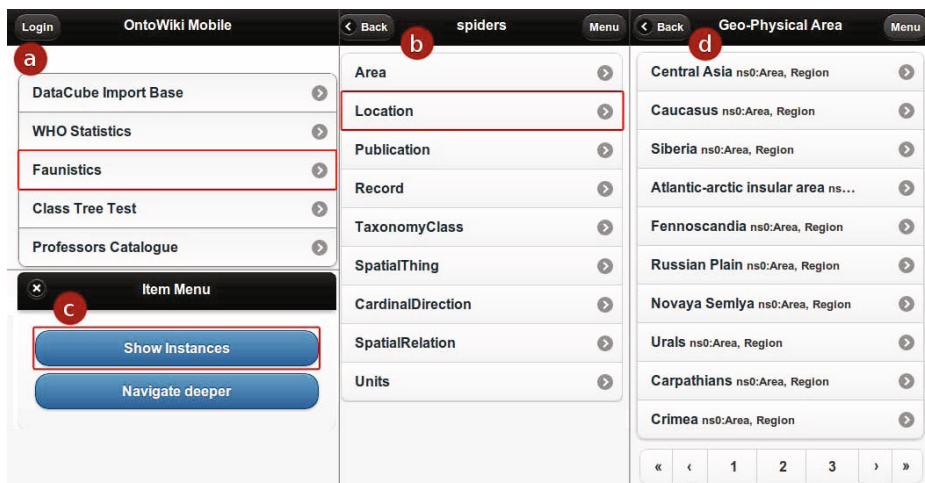 Login
OntoWiki Mobile
a
DataCube Import Base
WHO Statistics
Faunistics
Class Tree Test
Professors Catalogue
Item Menu
c
Show Instances
Navigate deeper
Back
spiders
Menu
b
Area
Location
Publication
Record
TaxonomyClass
SpatialThing
CardinalDirection
SpatialRelation
Units
Back
Geo-Physical Area
Menu
d
Central Asia ns0:Area, Region
Caucasus ns0:Area, Region
Siberia ns0:Area, Region
Atlantic-arctic insular area ns...
Fennoscandia ns0:Area, Region
Russian Plain ns0:Area, Region
Novaya Semlya ns0:Area, Region
Urals ns0:Area, Region
Carpathians ns0:Area, Region
Crimea ns0:Area, Region
« ‹ 1 2 3 › »